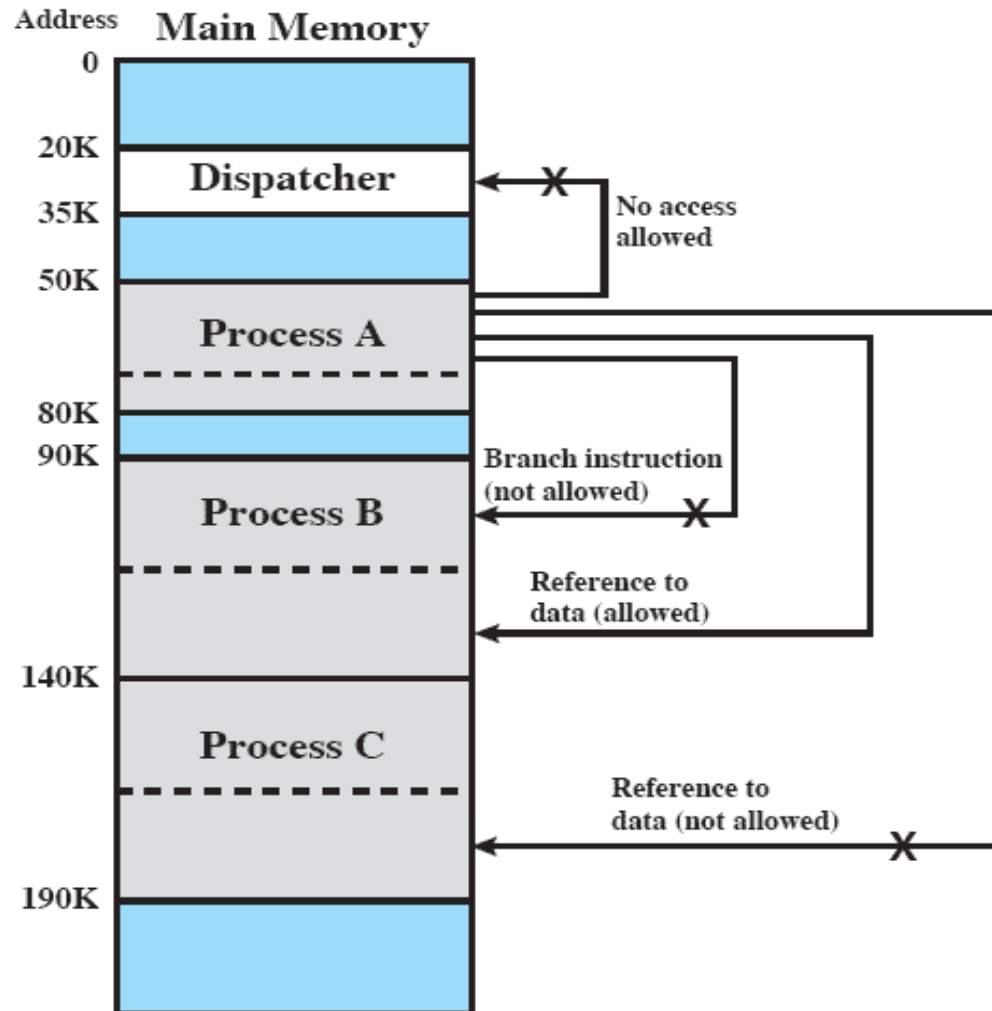 Address
Main Memory
0
20K
Dispatcher
X
35K
No access
allowed
50K
Process A
80K
90K
Branch instruction
(not allowed)
X
Process B
Reference to
data (allowed)
140K
Process C
Reference to
data (not allowed)
X
190K